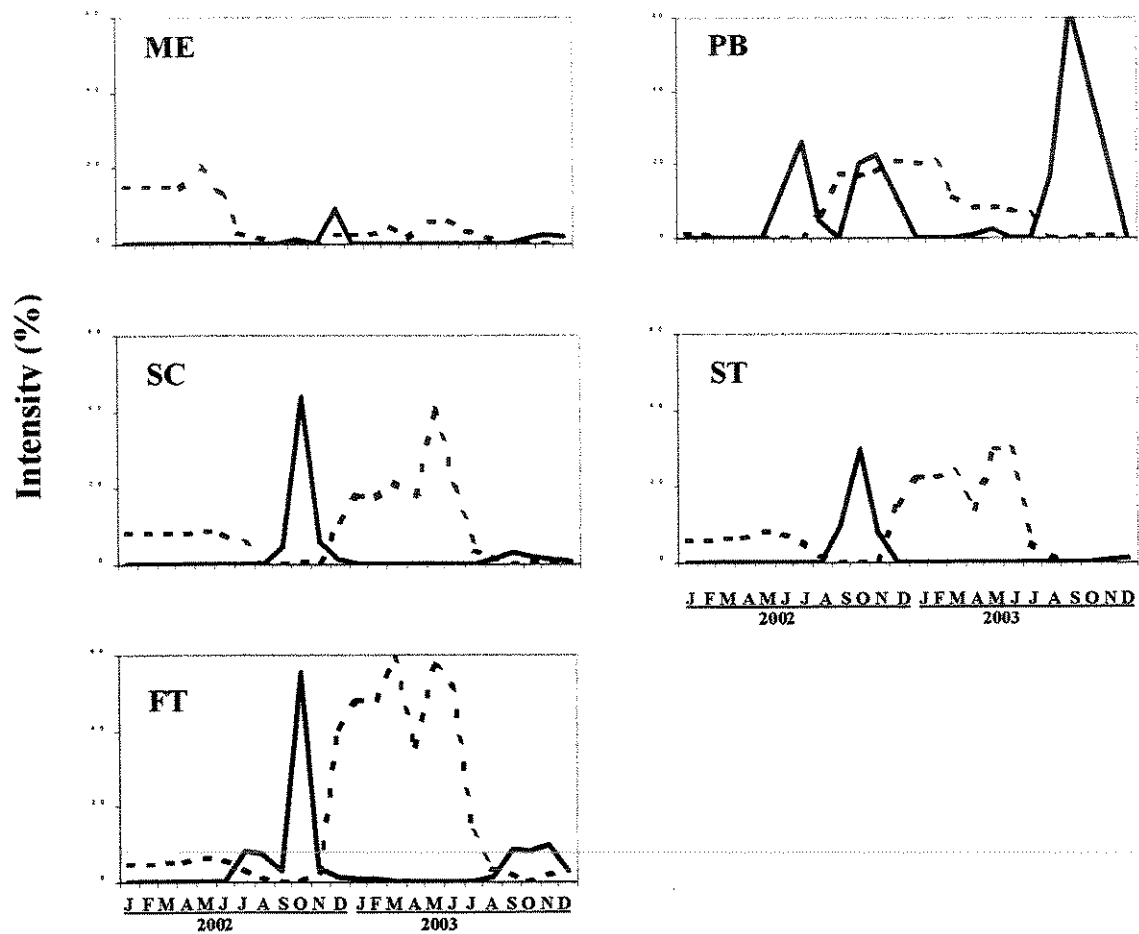 ME
PB
Intensity (%)
SC
ST
J F M A M J J A S O N D J F M A M J J A S O N D
2002 2003
FT
J F M A M J J A S O N D J F M A M J J A S O N D
2002 2003